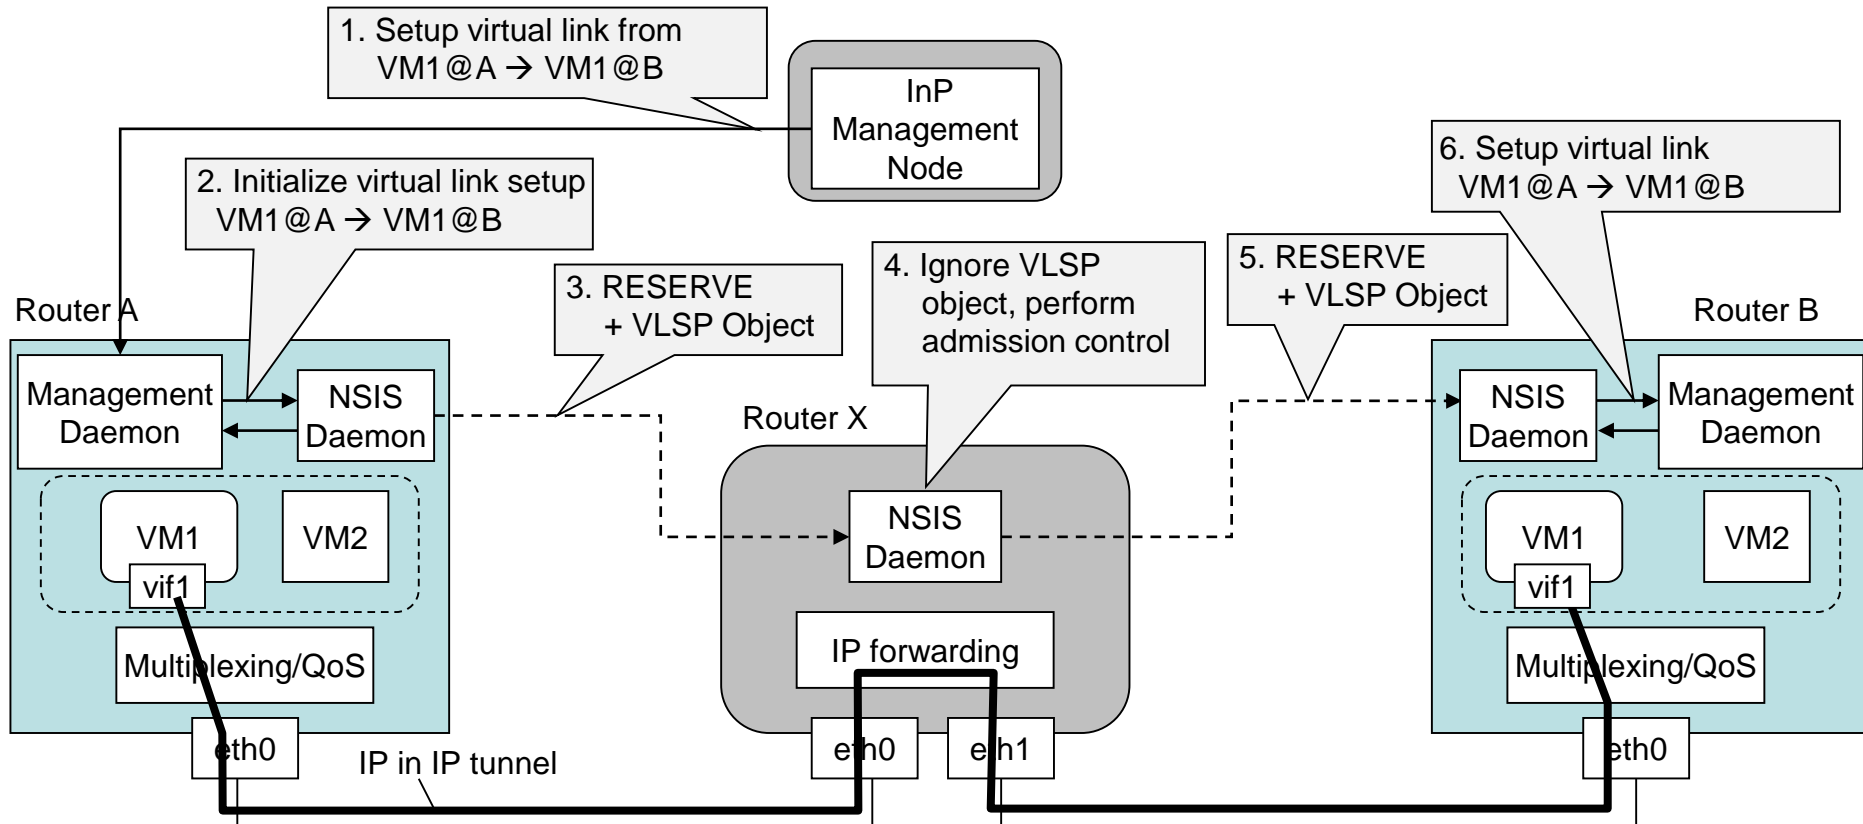 1. Setup virtual link from
VM1@A → VM1@B
InP
Management
Node
2. Initialize virtual link setup
VM1@A → VM1@B
3. RESERVE
+ VLSP Object
4. Ignore VLSP
object, perform
admission control
5. RESERVE
+ VLSP Object
6. Setup virtual link
VM1@A → VM1@B
Router A
Management
Daemon
NSIS
Daemon
VM1
vif1
VM2
Multiplexing/QoS
eth0
IP in IP tunnel
Router X
NSIS
Daemon
IP forwarding
eth0
eth1
Router B
NSIS
Daemon
Management
Daemon
VM1
vif1
VM2
Multiplexing/QoS
eth0